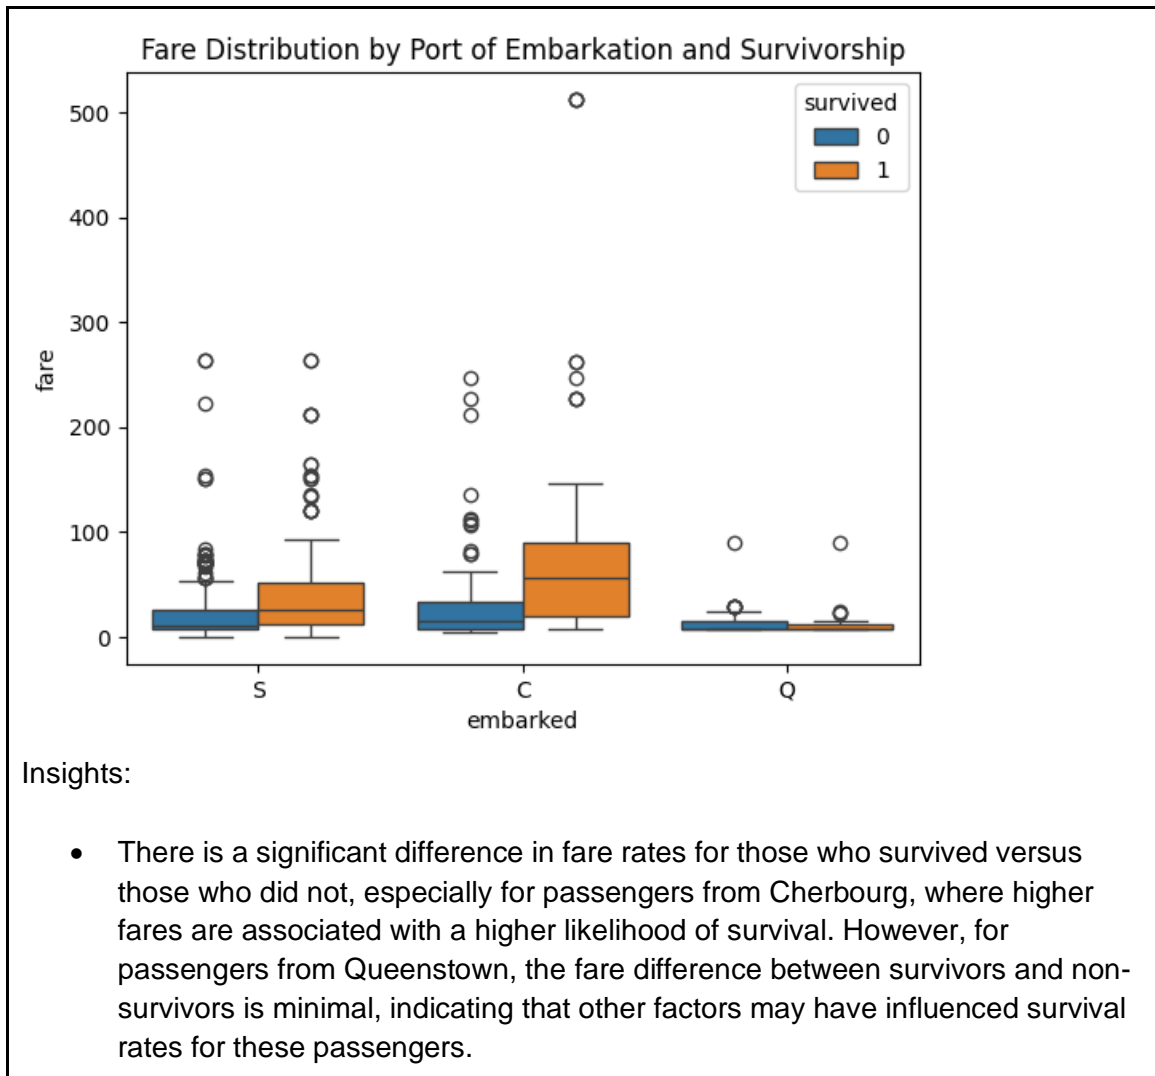 Fare Distribution by Port of Embarkation and Survivorship
survived
0
1
500
400
300
200
100
0
fare
S
C
Q
embarked
Insights:
• There is a significant difference in fare rates for those who survived versus
those who did not, especially for passengers from Cherbourg, where higher
fares are associated with a higher likelihood of survival. However, for
passengers from Queenstown, the fare difference between survivors and non-
survivors is minimal, indicating that other factors may have influenced survival
rates for these passengers.